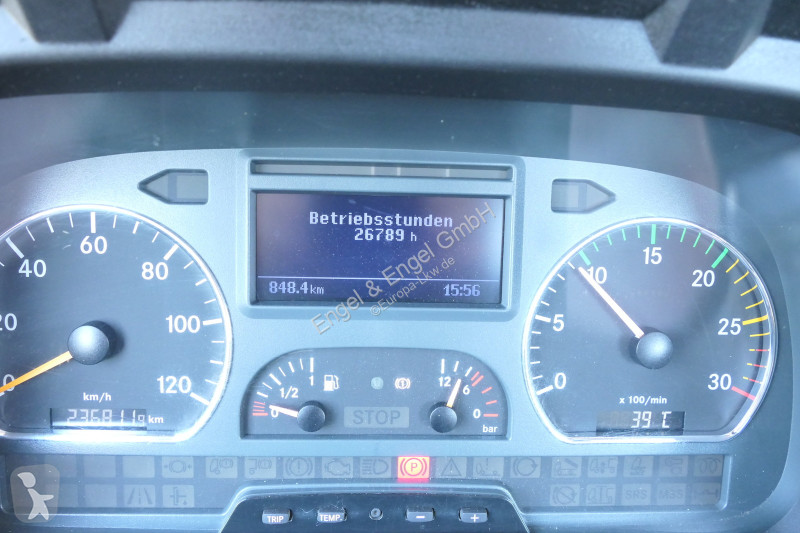 Betriebsstunden
26789 h
848.4 km
15:56
Engel & Engel GmbH
©Europa-Lkw.de
20
40
60
80
100
120
km/h
km
0
1/2
1
12
6
0
STOP
bar
0
5
10
15
20
25
30
x 100/min
39 °C
P
SRS
TRIP
TEMP.
-
+